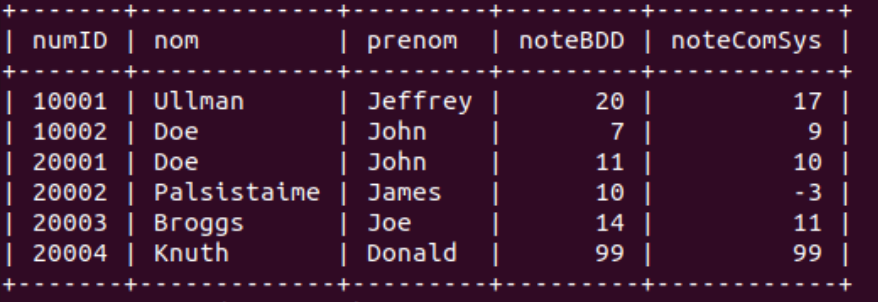 +-------+-------------+---------+---------+------------+
| numID | nom         | prenom  | noteBDD | noteComSys |
+-------+-------------+---------+---------+------------+
| 10001 | Ullman      | Jeffrey |      20 |         17 |
| 10002 | Doe         | John    |       7 |          9 |
| 20001 | Doe         | John    |      11 |         10 |
| 20002 | Palsistaime | James   |      10 |         -3 |
| 20003 | Broggs      | Joe     |      14 |         11 |
| 20004 | Knuth       | Donald  |      99 |         99 |
+-------+-------------+---------+---------+------------+